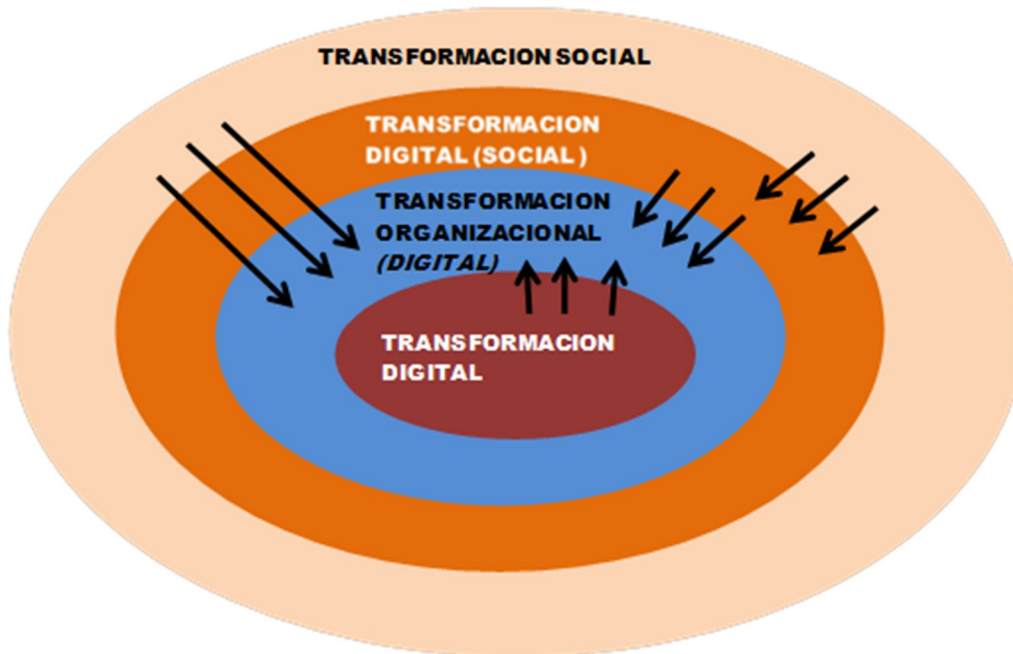 TRANSFORMACION SOCIAL
TRANSFORMACION
DIGITAL (SOCIAL)
TRANSFORMACION
ORGANIZACIONAL
(DIGITAL)
TRANSFORMACION
DIGITAL